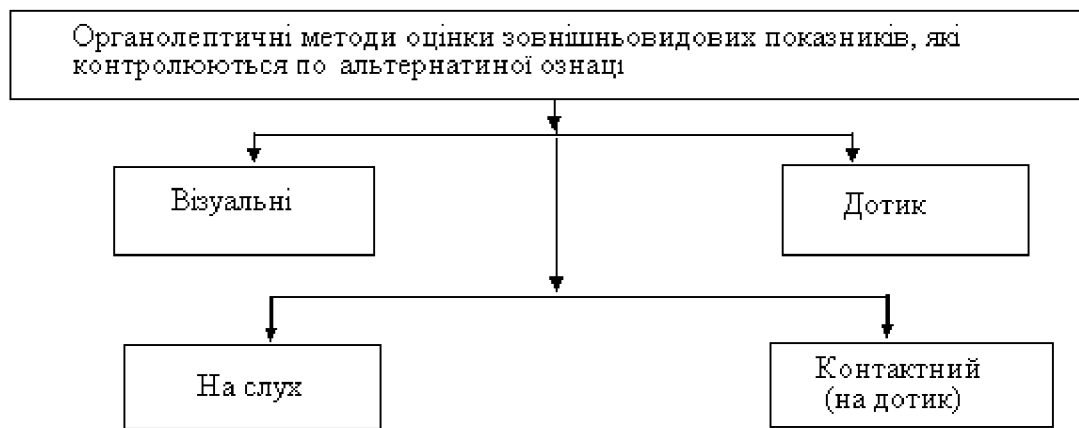 Органолептичні методи оцінки зовнішньовидових показників, які
контролюються по альтернатиної ознаці
Візуальні
Дотик
На слух
Контактний
(на дотик)